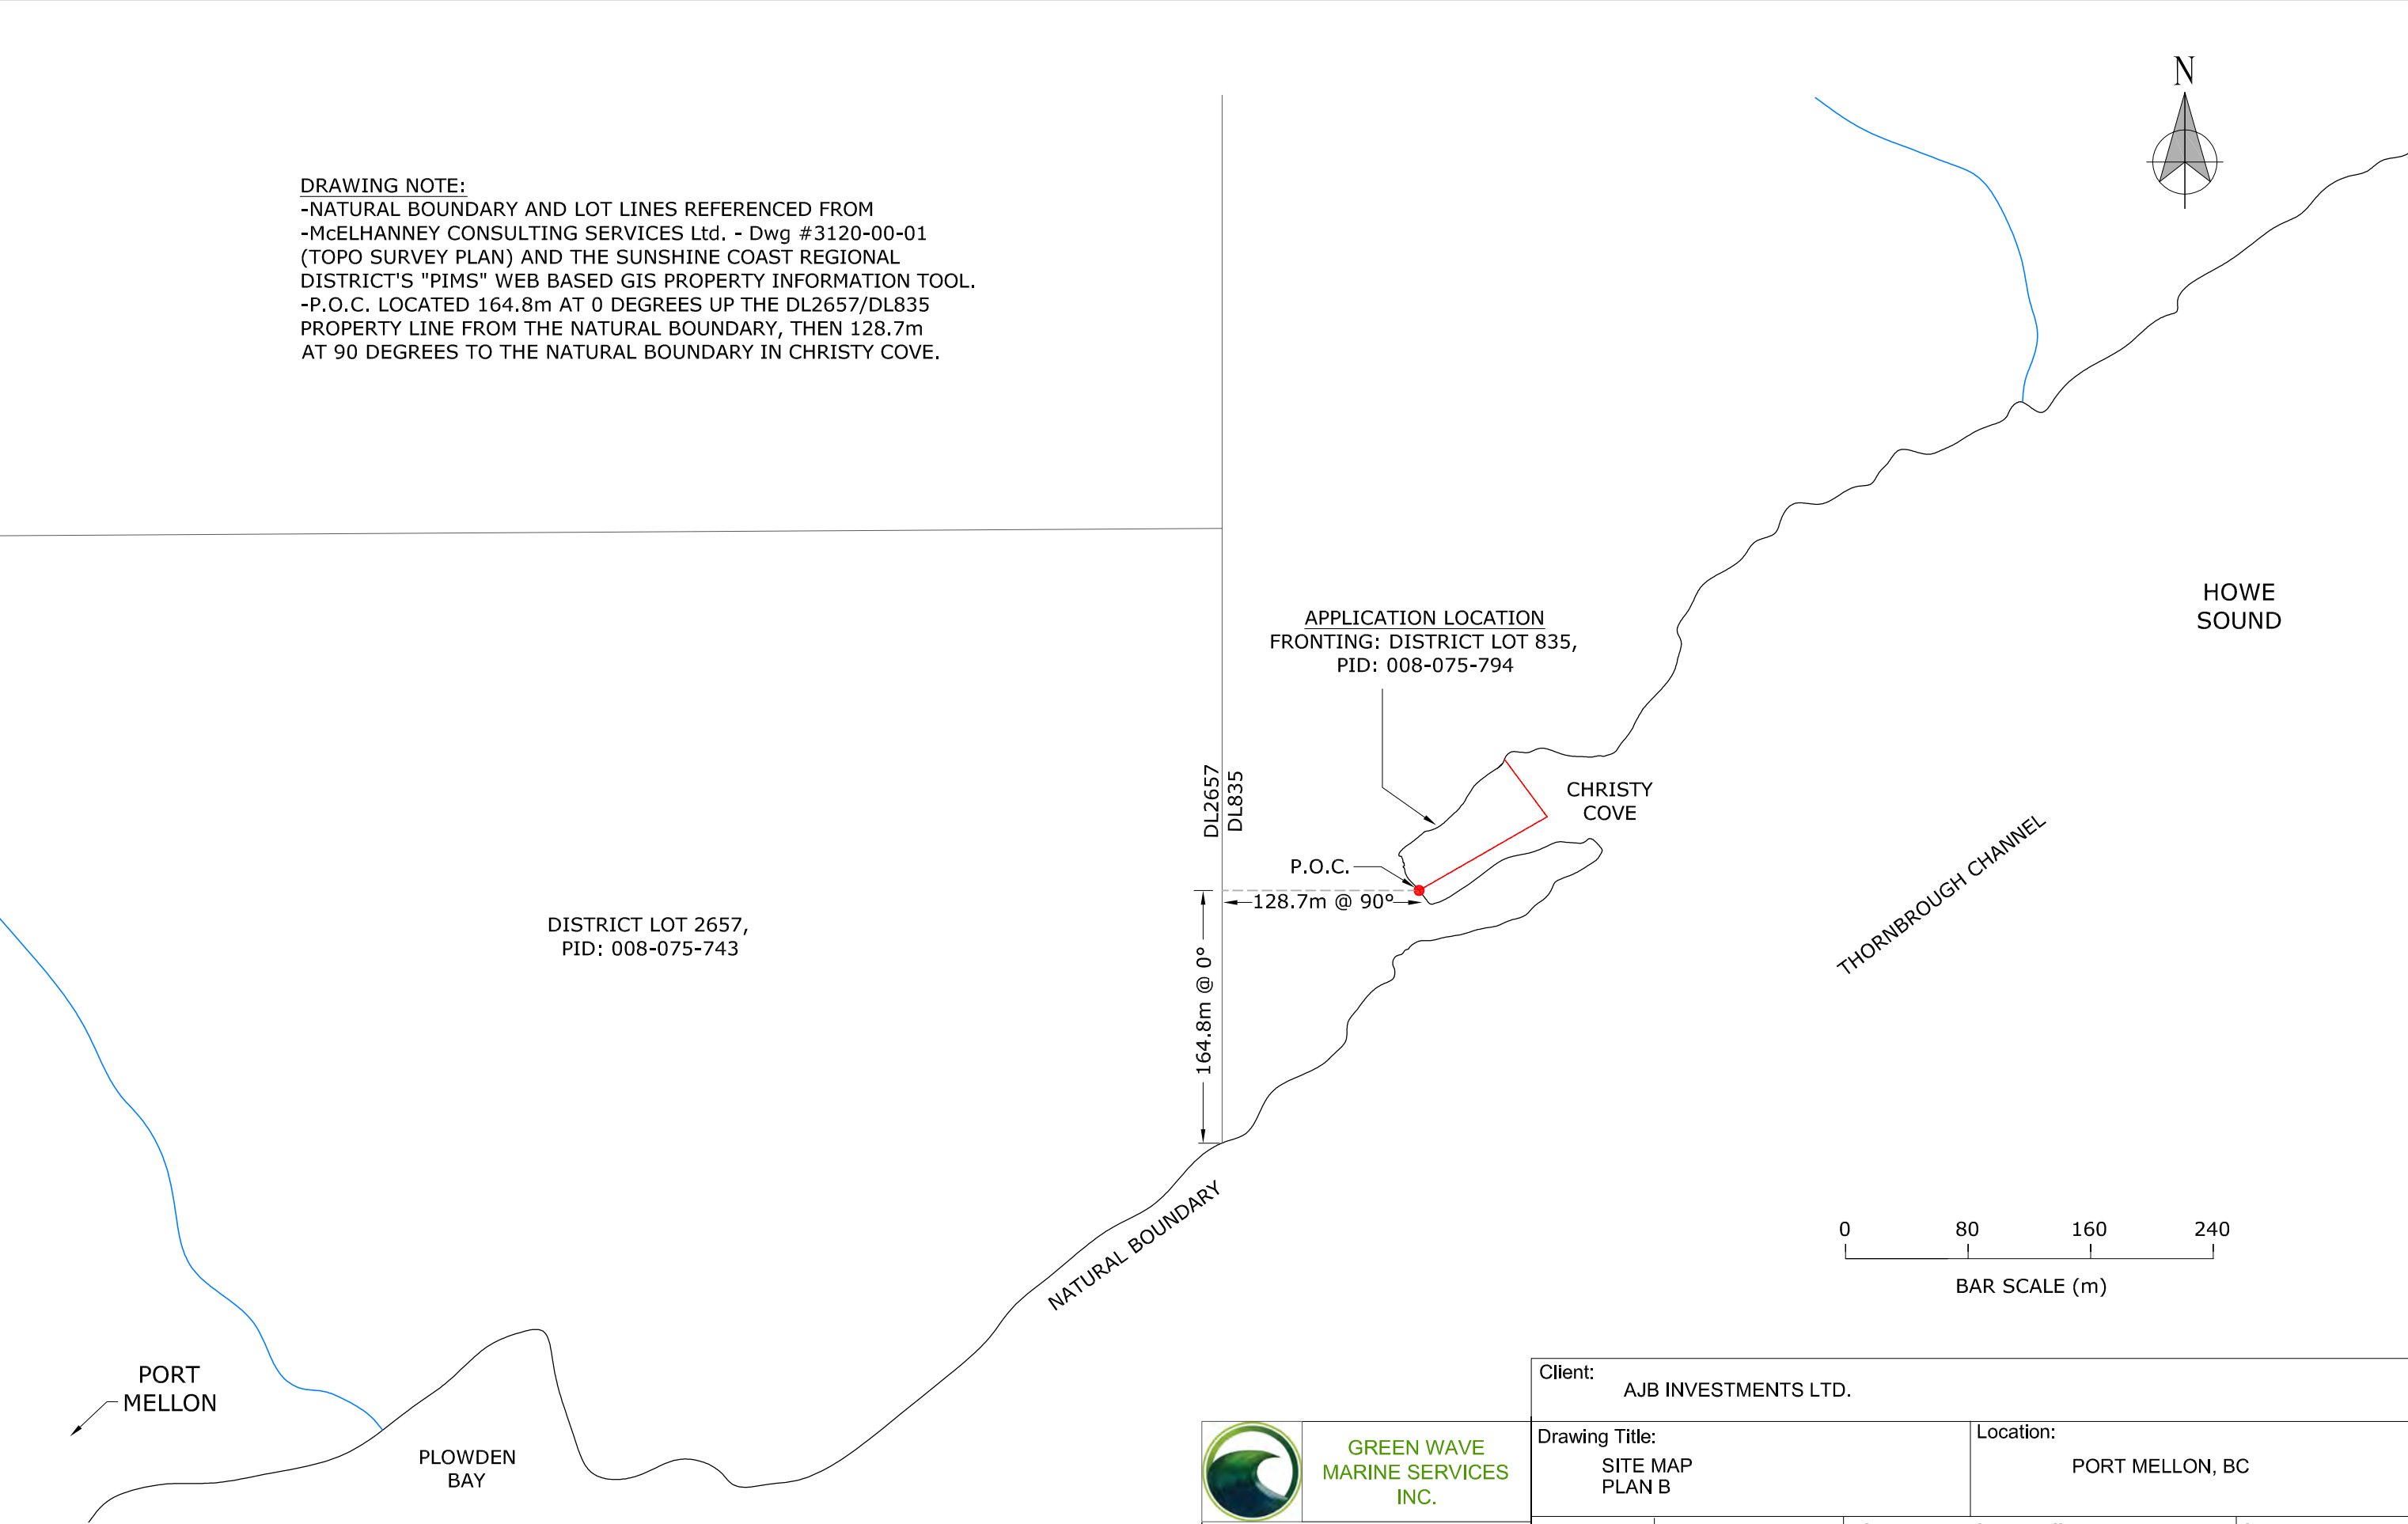 N
DRAWING NOTE:
-NATURAL BOUNDARY AND LOT LINES REFERENCED FROM
-McELHANNEY CONSULTING SERVICES Ltd. - Dwg #3120-00-01
(TOPO SURVEY PLAN) AND THE SUNSHINE COAST REGIONAL
DISTRICT'S "PIMS" WEB BASED GIS PROPERTY INFORMATION TOOL.
-P.O.C. LOCATED 164.8m AT 0 DEGREES UP THE DL2657/DL835
PROPERTY LINE FROM THE NATURAL BOUNDARY, THEN 128.7m
AT 90 DEGREES TO THE NATURAL BOUNDARY IN CHRISTY COVE.
HOWE
SOUND
APPLICATION LOCATION
FRONTING: DISTRICT LOT 835,
PID: 008-075-794
DL2657
DL835
CHRISTY
COVE
P.O.C.
128.7m @ 90°
THORNBROUGH CHANNEL
DISTRICT LOT 2657,
PID: 008-075-743
164.8m @ 0°
NATURAL BOUNDARY
0 80 160 240
BAR SCALE (m)
PORT
MELLON
PLOWDEN
BAY
Client:
AJB INVESTMENTS LTD.
GREEN WAVE
MARINE SERVICES
INC.
Drawing Title:
SITE MAP
PLAN B
Location:
PORT MELLON, BC